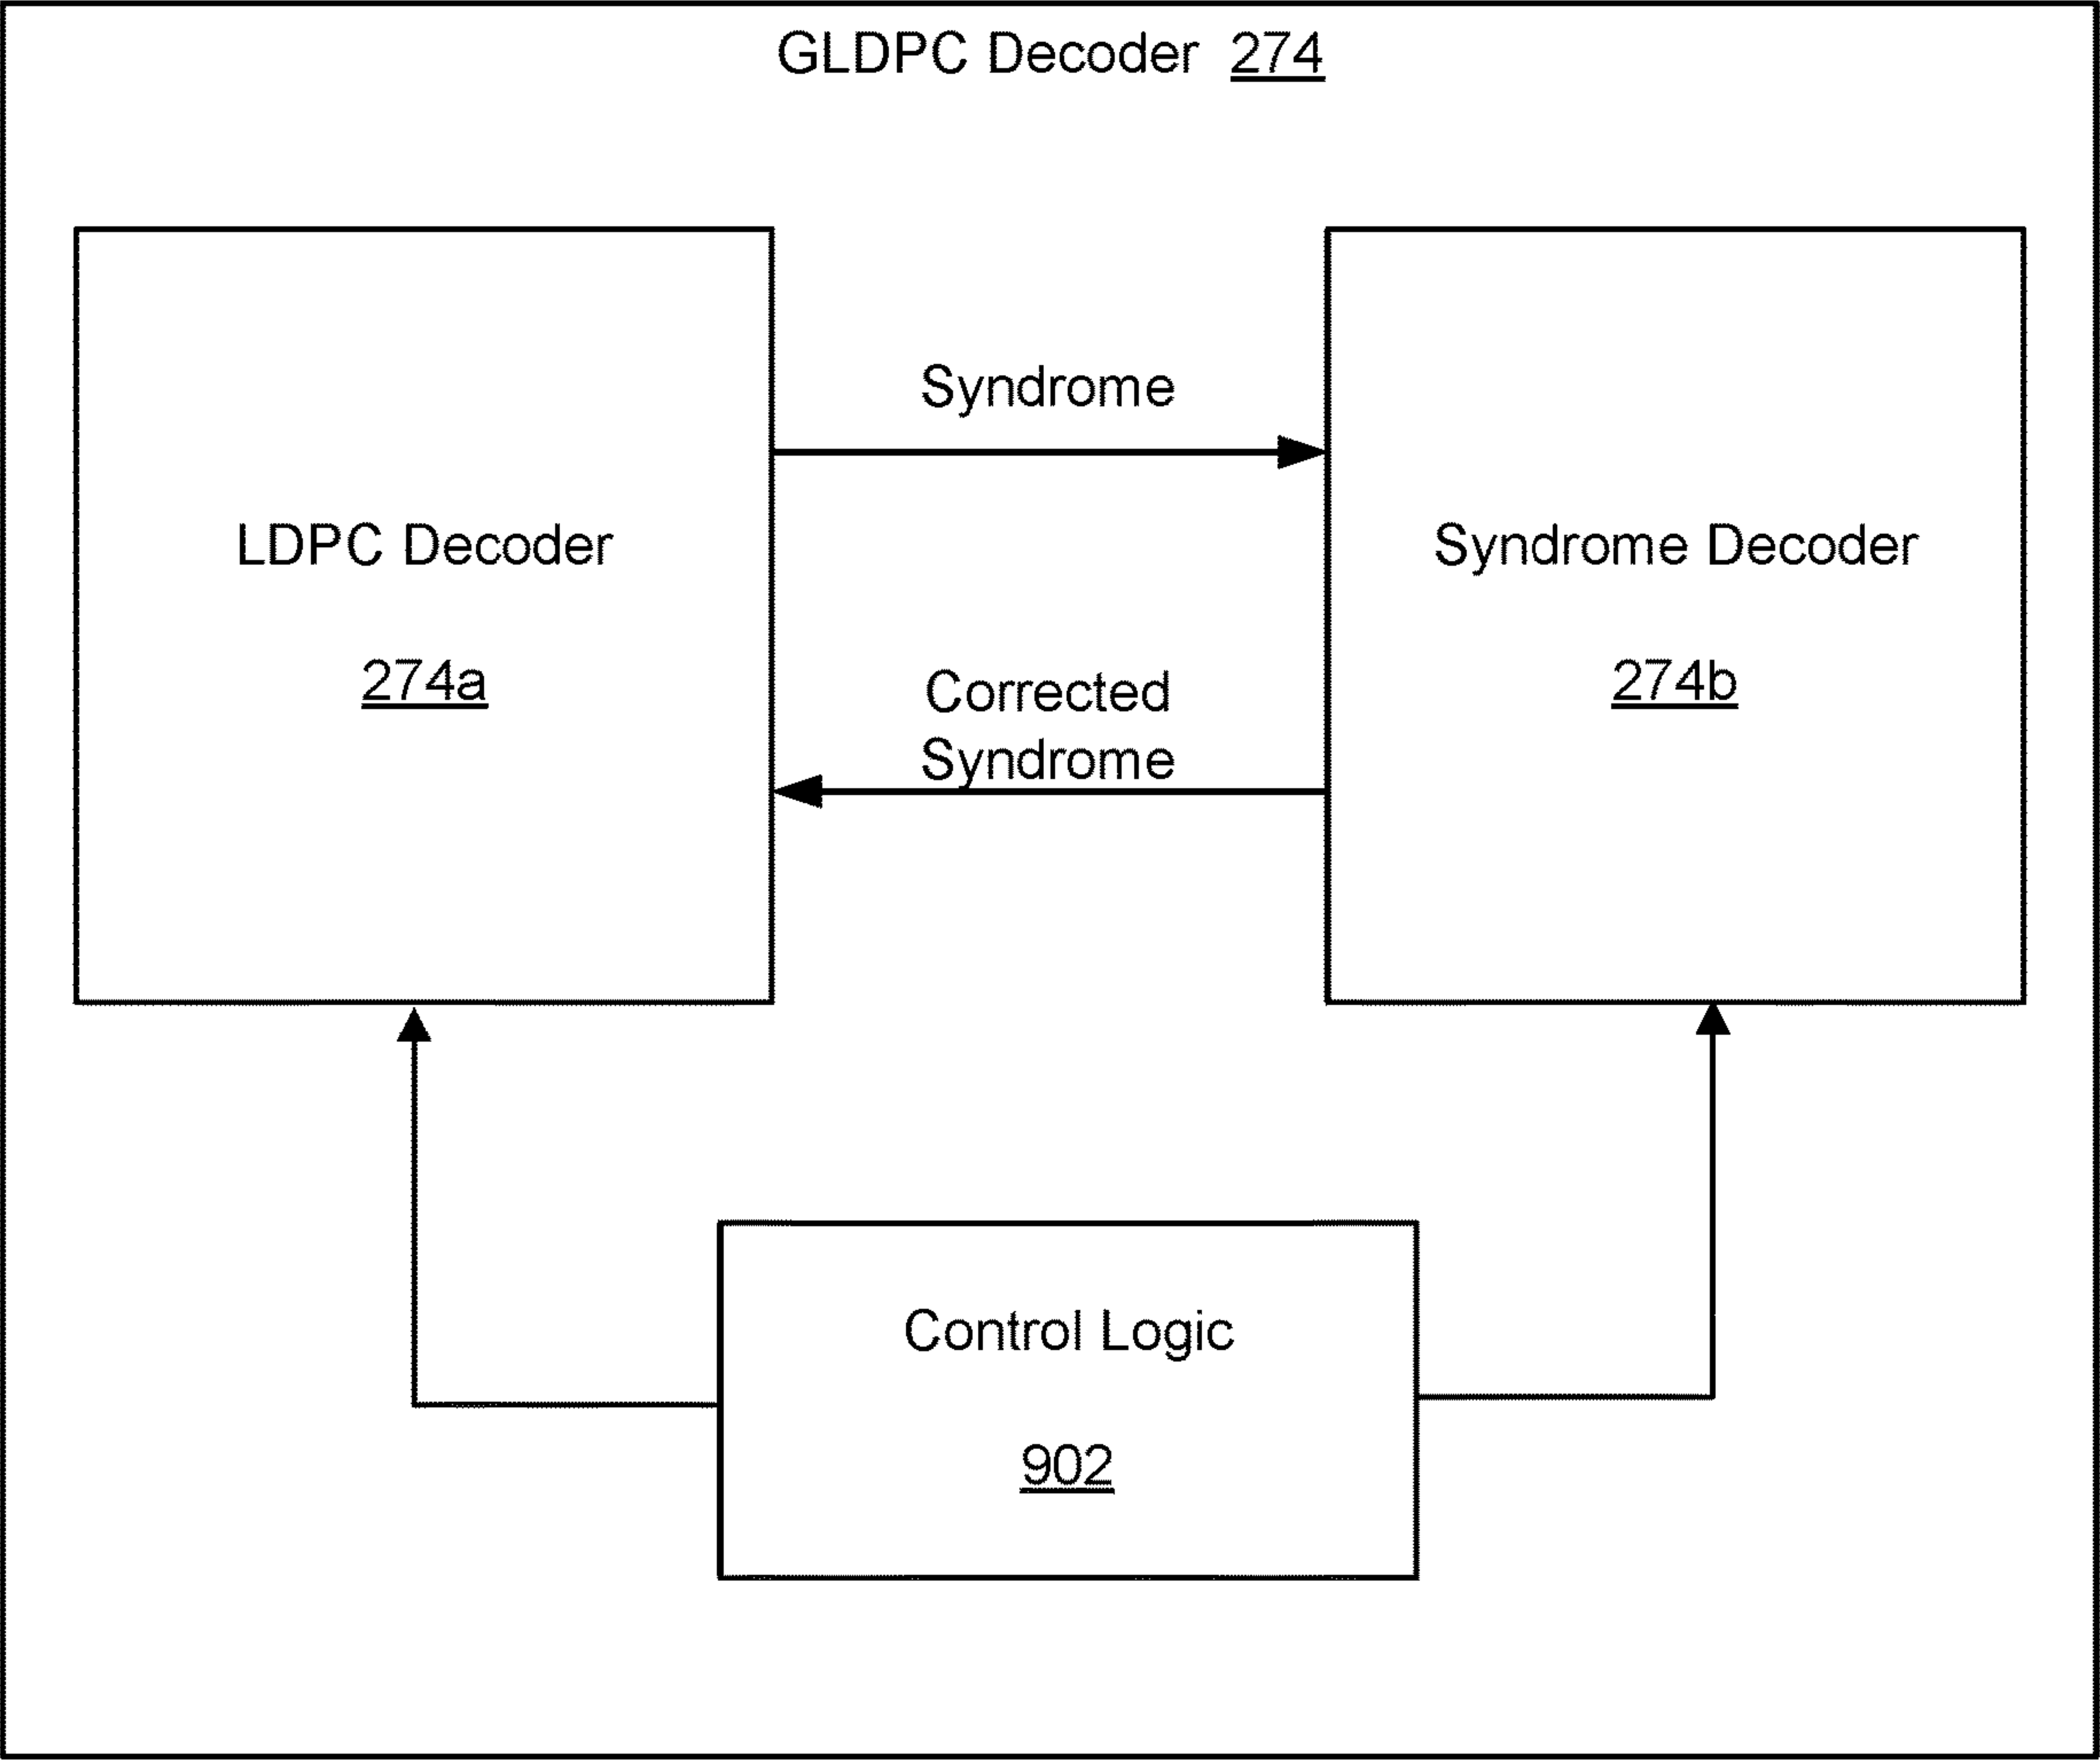 GLDPC Decoder 274
Syndrome
LDPC Decoder
274a
Syndrome Decoder
274b
Corrected
Syndrome
Control Logic
902